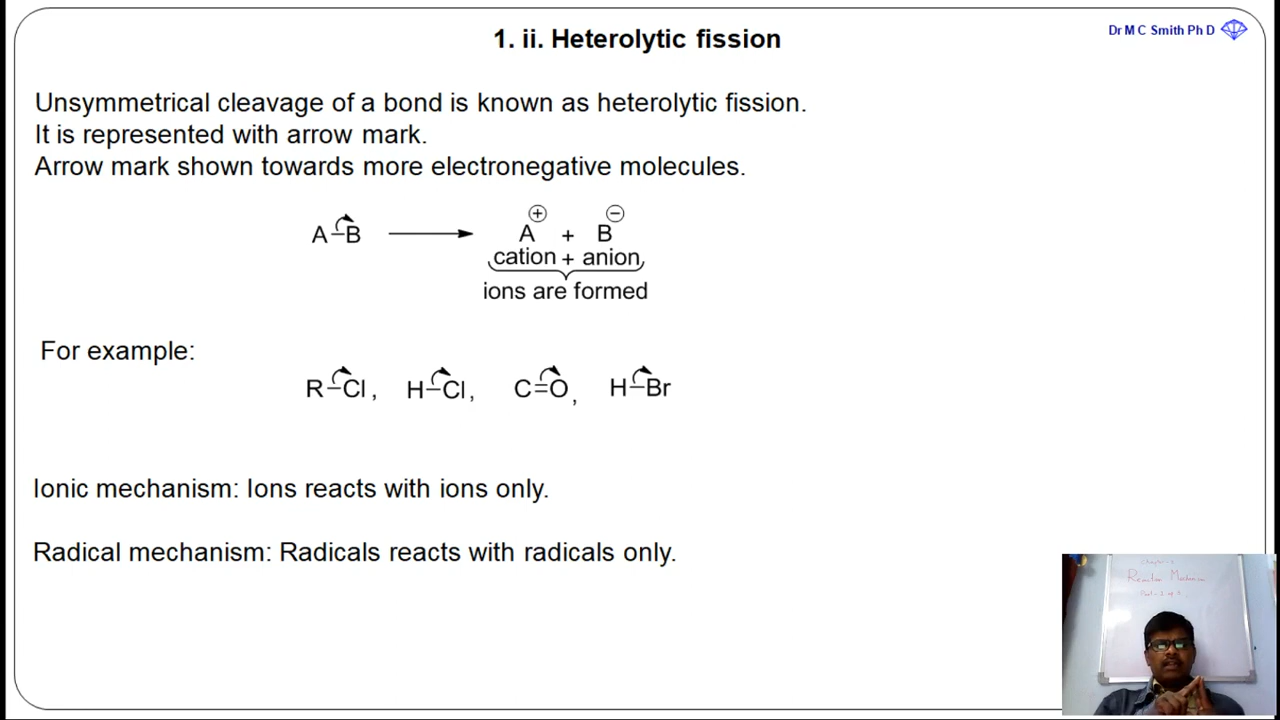 1. ii. Heterolytic fission
Dr M C Smith Ph D
Unsymmetrical cleavage of a bond is known as heterolytic fission.
It is represented with arrow mark.
Arrow mark shown towards more electronegative molecules.
A–B ⟶ A⊕ + B⊖
cation + anion
ions are formed
For example:
R–Cl, H–Cl, C=O, H–Br
Ionic mechanism: Ions reacts with ions only.
Radical mechanism: Radicals reacts with radicals only.